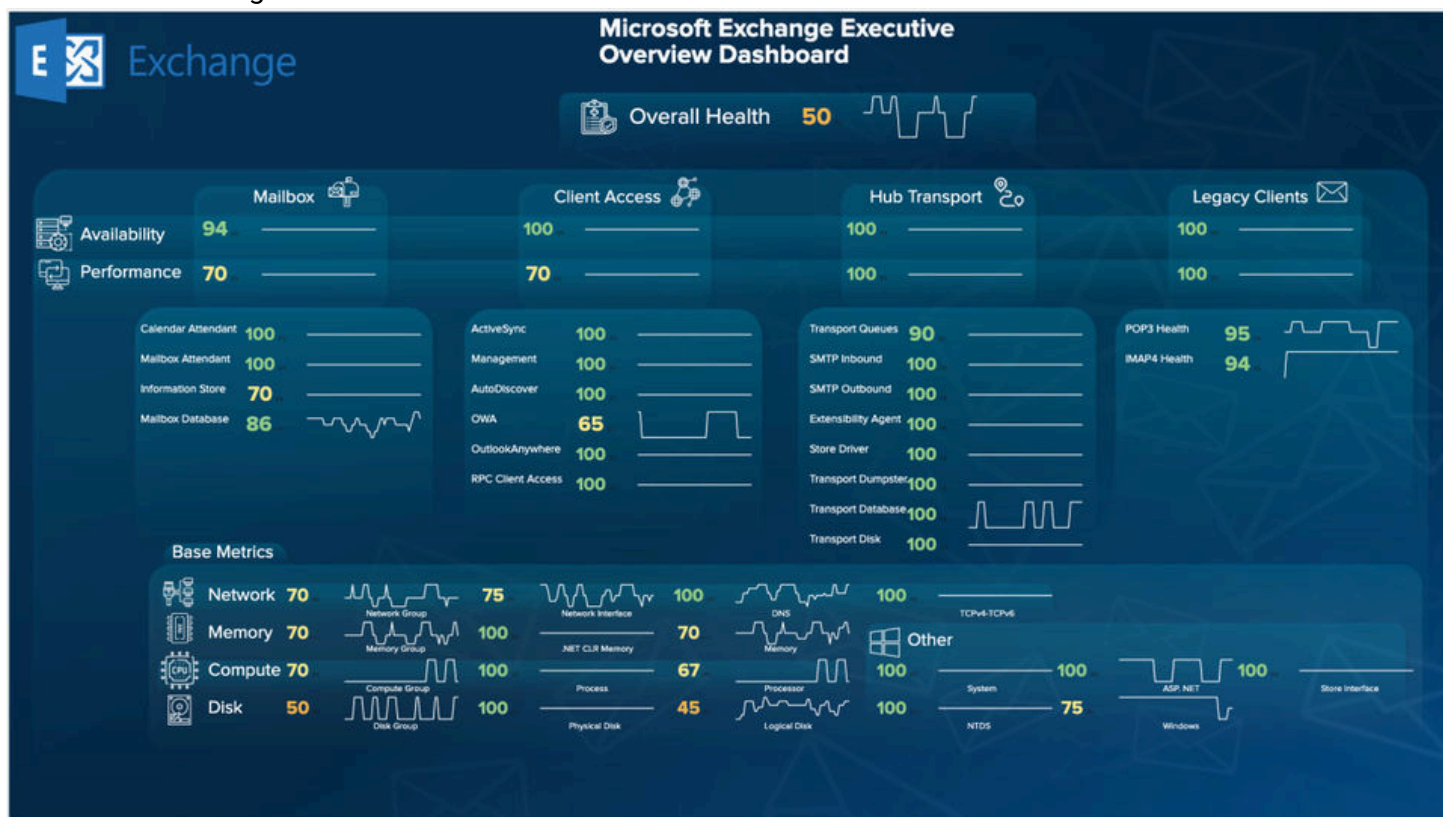 Microsoft Exchange Executive
Overview Dashboard
E Exchange
Overall Health 50
Mailbox Client Access Hub Transport Legacy Clients
Availability 94 100 100 100
Performance 70 70 100 100
Calendar Attendant 100
Mailbox Attendant 100
Information Store 70
Mailbox Database 86
ActiveSync 100
Management 100
AutoDiscover 100
OWA 65
OutlookAnywhere 100
RPC Client Access 100
Transport Queues 90
SMTP Inbound 100
SMTP Outbound 100
Extensibility Agent 100
Store Driver 100
Transport Dumpster 100
Transport Database 100
Transport Disk 100
POP3 Health 95
IMAP4 Health 94
Base Metrics
Network 70 75 100 100
Network Group Network Interface DNS TCPv4-TCPv6
Memory 70 100 70
Memory Group .NET CLR Memory Memory
Other
CPU Compute 70 100 67 100 100 100
Compute Group Process Processor System ASP. NET Store Interface
Disk 50 100 45 100 75
Disk Group Physical Disk Logical Disk NTDS Windows